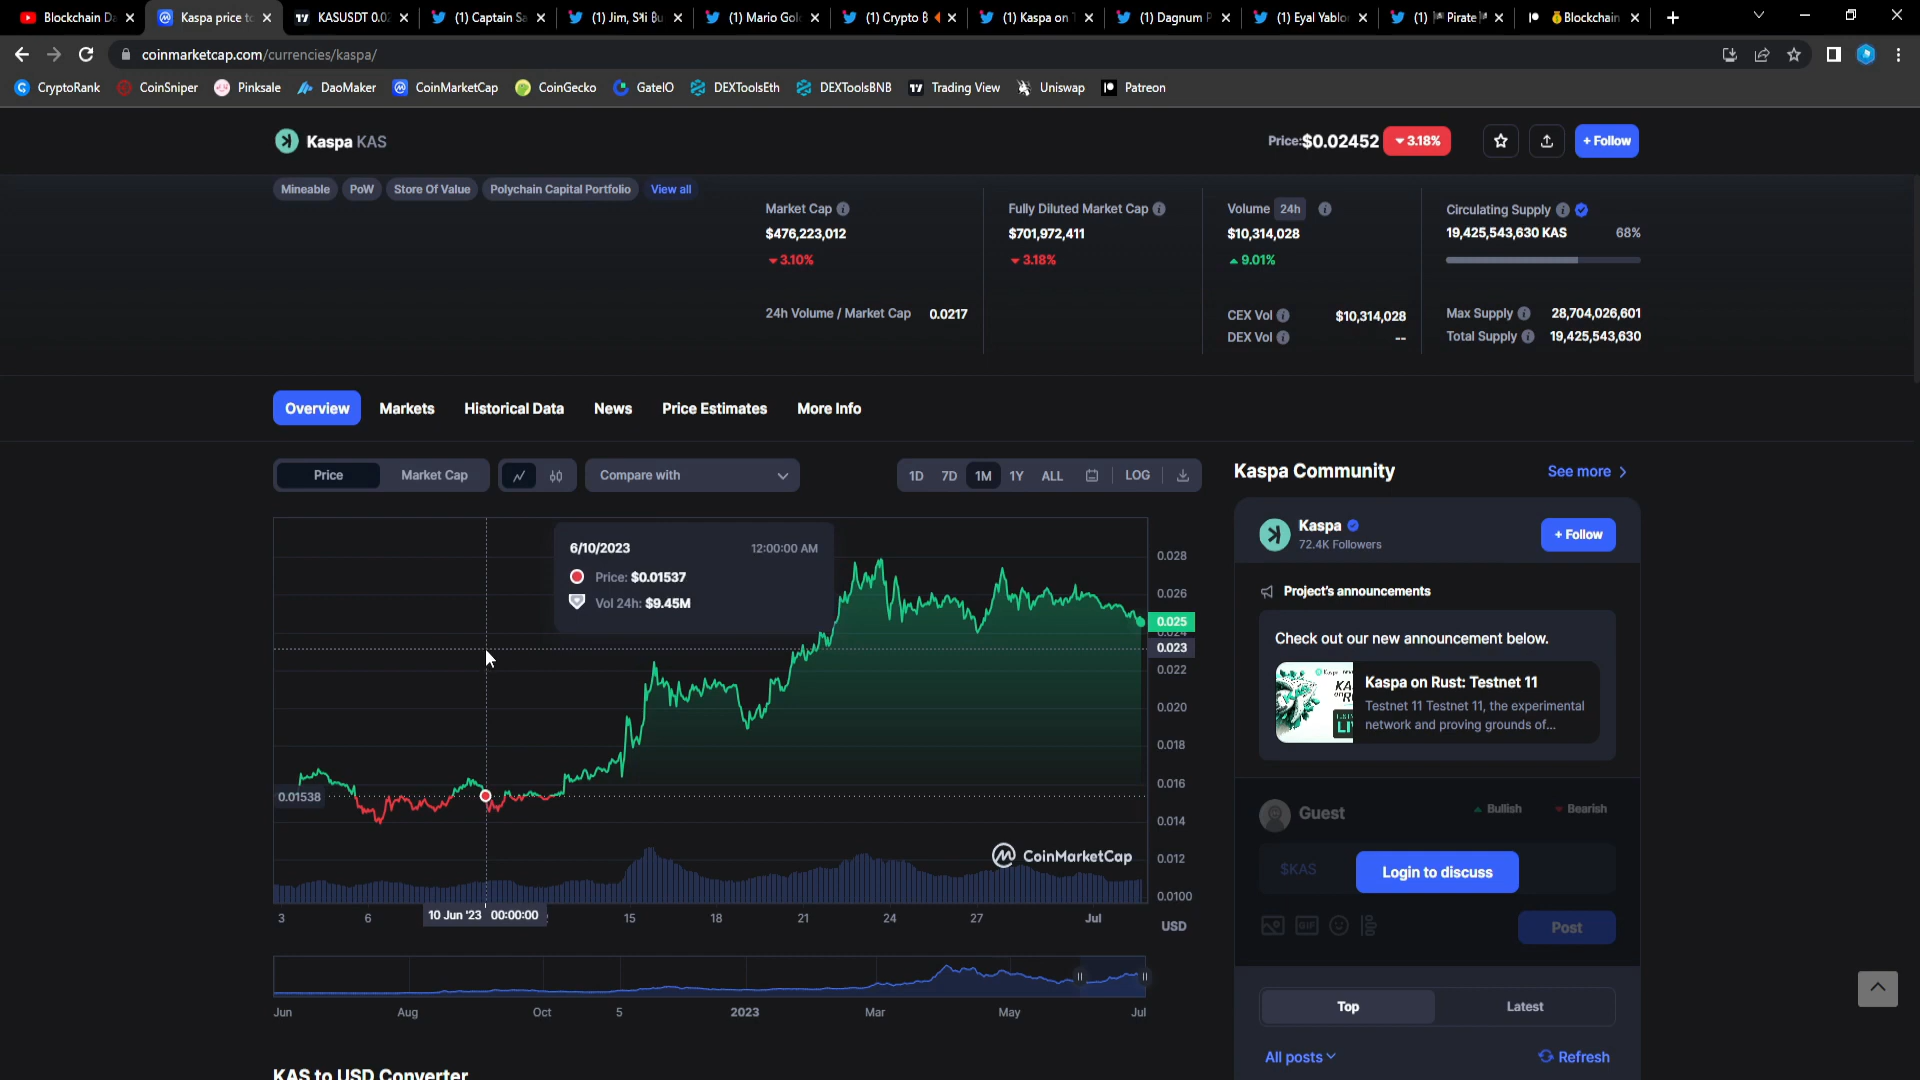 Blockchain Da
Kaspa price to
KASUSDT 0.02
(1) Captain Sa
(1) Jim,
(1) Mario Gol
(1) Crypto B
(1) Kaspa on
(1) Dagnum P
(1) Eyal Yablo
(1) Pirate
Blockchain
coinmarketcap.com/currencies/kaspa/
CryptoRank
CoinSniper
Pinksale
DaoMaker
CoinMarketCap
CoinGecko
GateIO
DEXToolsEth
DEXToolsBNB
Trading View
Uniswap
Patreon
Kaspa KAS
Price:$0.02452
3.18%
+ Follow
Mineable
PoW
Store Of Value
Polychain Capital Portfolio
View all
Market Cap
$476,223,012
3.10%
24h Volume / Market Cap 0.0217
Fully Diluted Market Cap
$701,972,411
3.18%
Volume 24h
$10,314,028
9.01%
CEX Vol $10,314,028
DEX Vol --
Circulating Supply
19,425,543,630 KAS 68%
Max Supply 28,704,026,601
Total Supply 19,425,543,630
Overview
Markets
Historical Data
News
Price Estimates
More Info
Price
Market Cap
Compare with
1D 7D 1M 1Y ALL LOG
6/10/2023 12:00:00 AM
Price: $0.01537
Vol 24h: $9.45M
0.028
0.026
0.025
0.024
0.023
0.022
0.020
0.018
0.016
0.014
0.012
0.0100
0.01538
CoinMarketCap
3 6 10 Jun '23 00:00:00 15 18 21 24 27 Jul
USD
Jun Aug Oct 5 2023 Mar May Jul
KAS to USD Converter
Kaspa Community
See more
Kaspa
72.4K Followers
+ Follow
Project's announcements
Check out our new announcement below.
Kaspa on Rust: Testnet 11
Testnet 11 Testnet 11, the experimental
network and proving grounds of...
Guest
Bullish
Bearish
$KAS
Login to discuss
GIF
Post
Top
Latest
All posts
Refresh